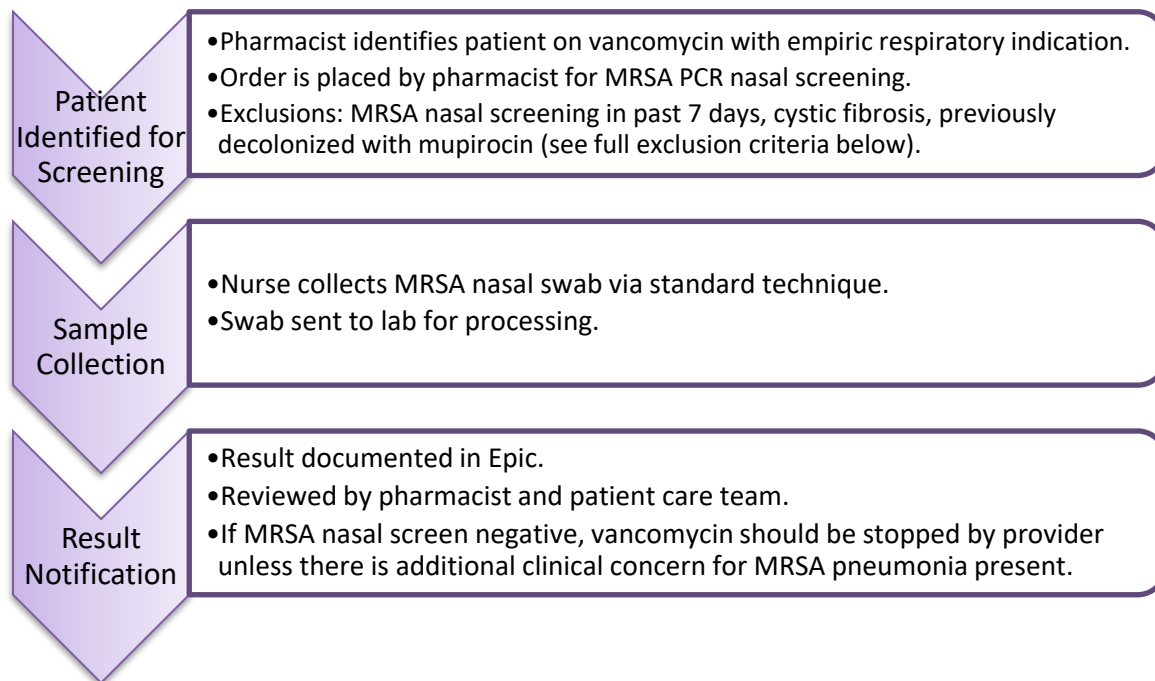 Patient
Identified for
Screening
•Pharmacist identifies patient on vancomycin with empiric respiratory indication.
•Order is placed by pharmacist for MRSA PCR nasal screening.
•Exclusions: MRSA nasal screening in past 7 days, cystic fibrosis, previously
decolonized with mupirocin (see full exclusion criteria below).
Sample
Collection
•Nurse collects MRSA nasal swab via standard technique.
•Swab sent to lab for processing.
Result
Notification
•Result documented in Epic.
•Reviewed by pharmacist and patient care team.
•If MRSA nasal screen negative, vancomycin should be stopped by provider
unless there is additional clinical concern for MRSA pneumonia present.